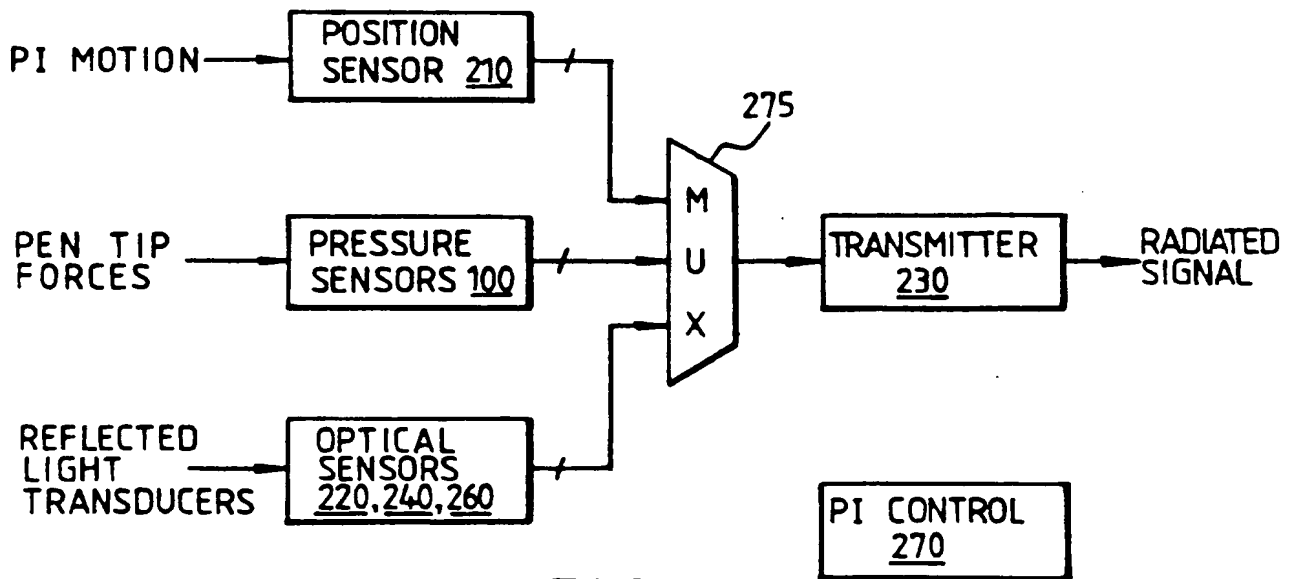 PI MOTION
POSITION
SENSOR 210
275
PEN TIP
FORCES
PRESSURE
SENSORS 100
M
U
X
TRANSMITTER
230
RADIATED
SIGNAL
REFLECTED
LIGHT
TRANSDUCERS
OPTICAL
SENSORS
220, 240, 260
PI CONTROL
270